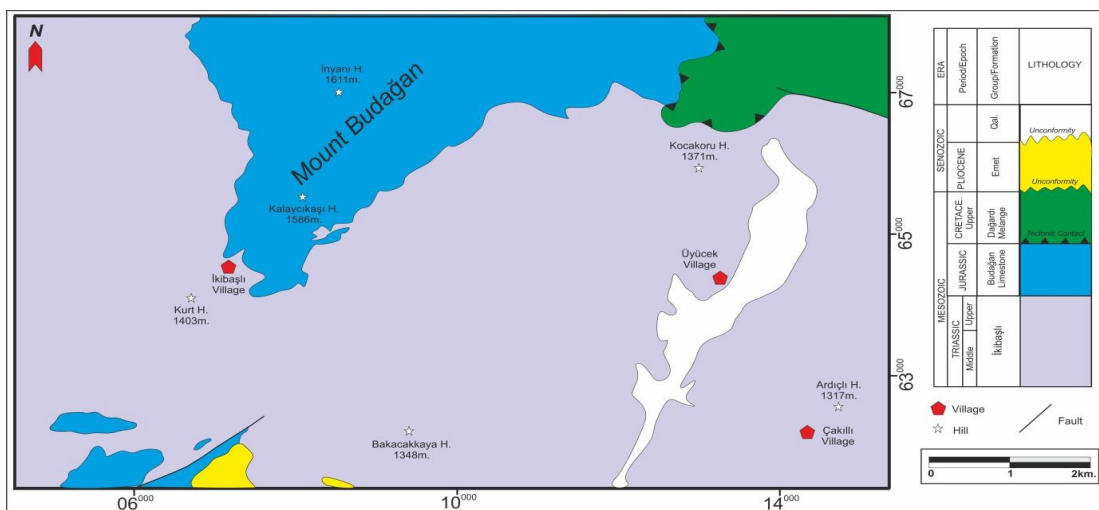 N
İnyanı H.
1611m.
Mount Budağan
Kalaycıkaşı H.
1586m.
İkibaşlı
Village
Kurt H.
1403m.
Kocakoru H.
1371m.
Üyücek
Village
Ardıçlı H.
1317m.
Çakıllı
Village
Bakacakkaya H.
1348m.
67000
65000
63000
06000
10000
14000
ERA
Period/Epoch
Group/Formation
LITHOLOGY
SENOZOIC
Qal.
Unconformity
PLIOCENE
Emet
Unconformity
MESOZOIC
CRETACE.
Upper
Dağardı
Melange
Tectonic Contact
JURASSIC
Budağan
Limestone
TRIASSIC
Upper
Middle
İkibaşlı
Village
Hill
Fault
0 1 2km.